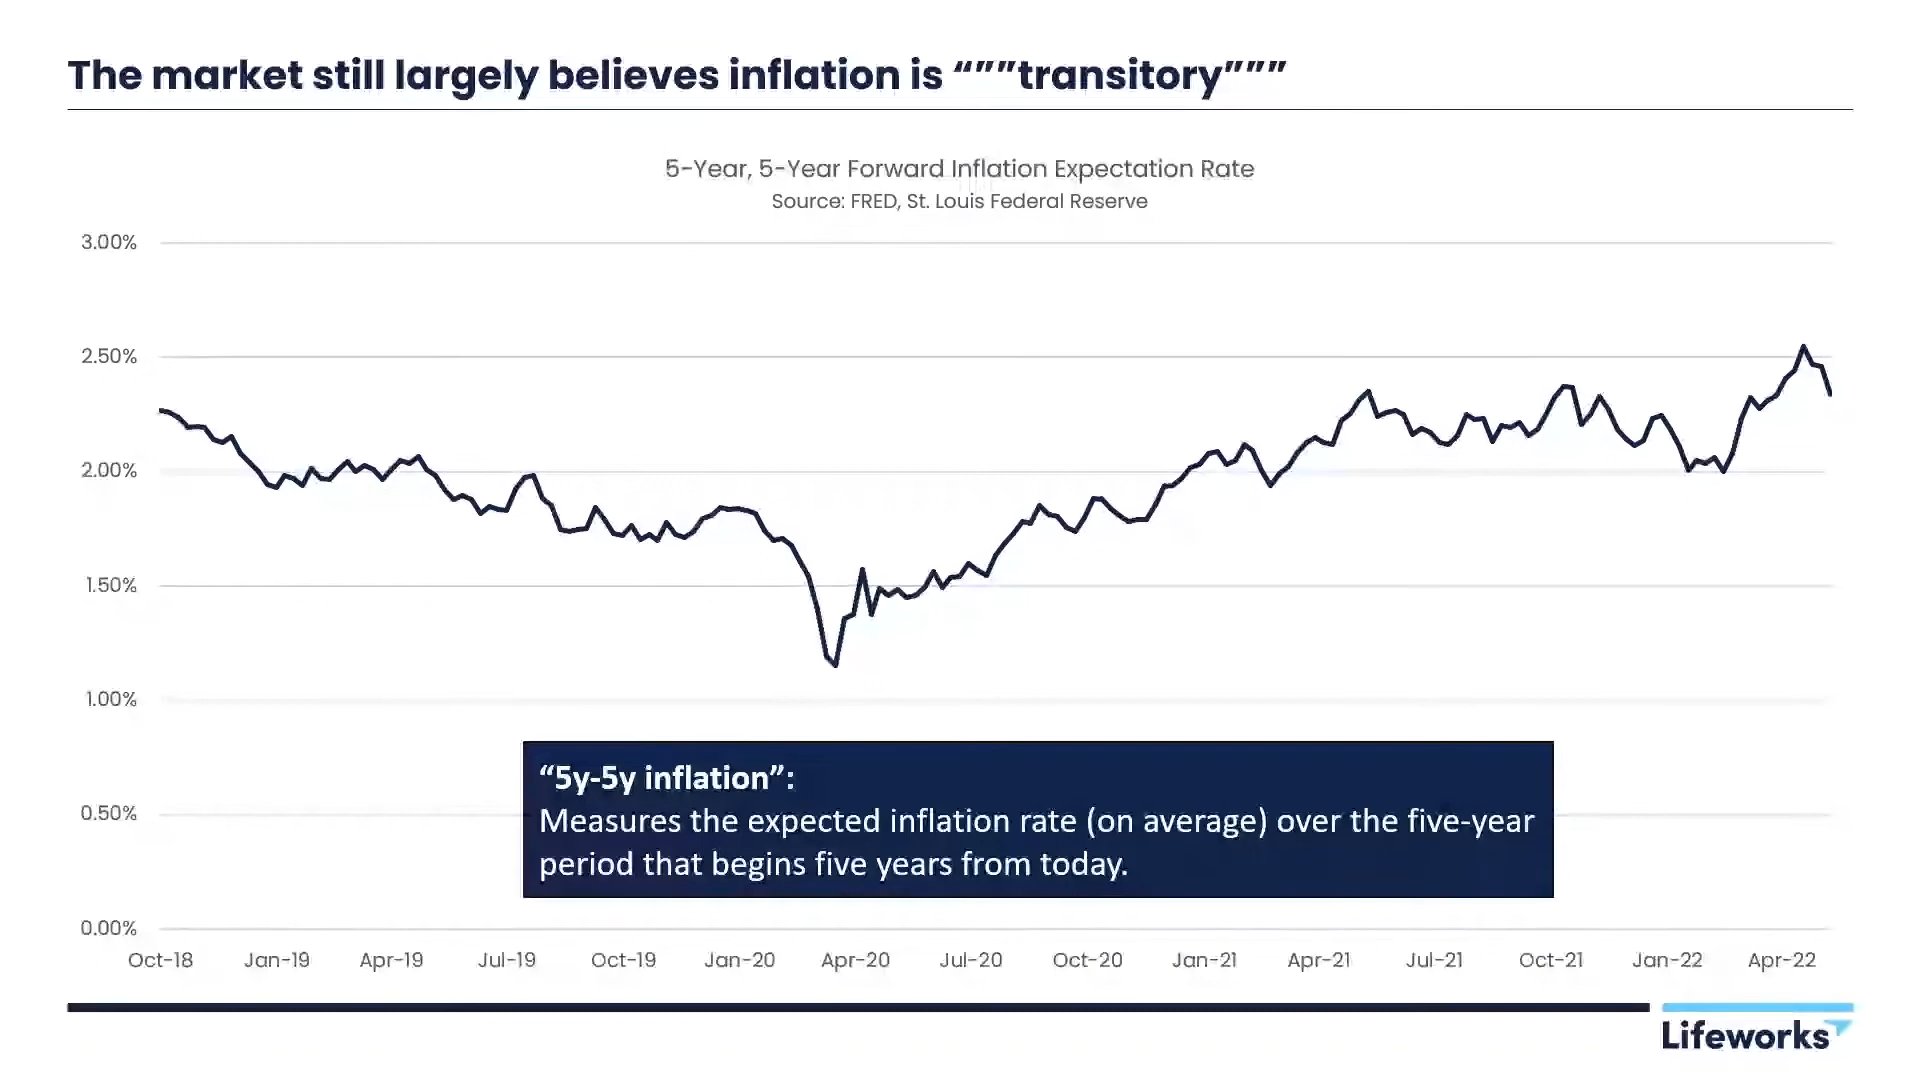 The market still largely believes inflation is “””transitory”””
5-Year, 5-Year Forward Inflation Expectation Rate
Source: FRED, St. Louis Federal Reserve
3.00%
2.50%
2.00%
1.50%
1.00%
0.50%
0.00%
“5y-5y inflation”:
Measures the expected inflation rate (on average) over the five-year
period that begins five years from today.
Oct-18 Jan-19 Apr-19 Jul-19 Oct-19 Jan-20 Apr-20 Jul-20 Oct-20 Jan-21 Apr-21 Jul-21 Oct-21 Jan-22 Apr-22
Lifeworks